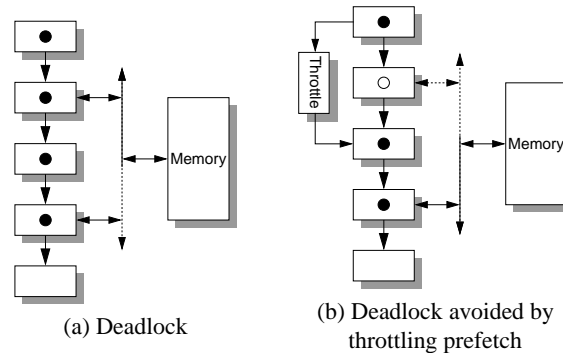 Memory
(a) Deadlock
Throttle
Memory
(b) Deadlock avoided by
throttling prefetch